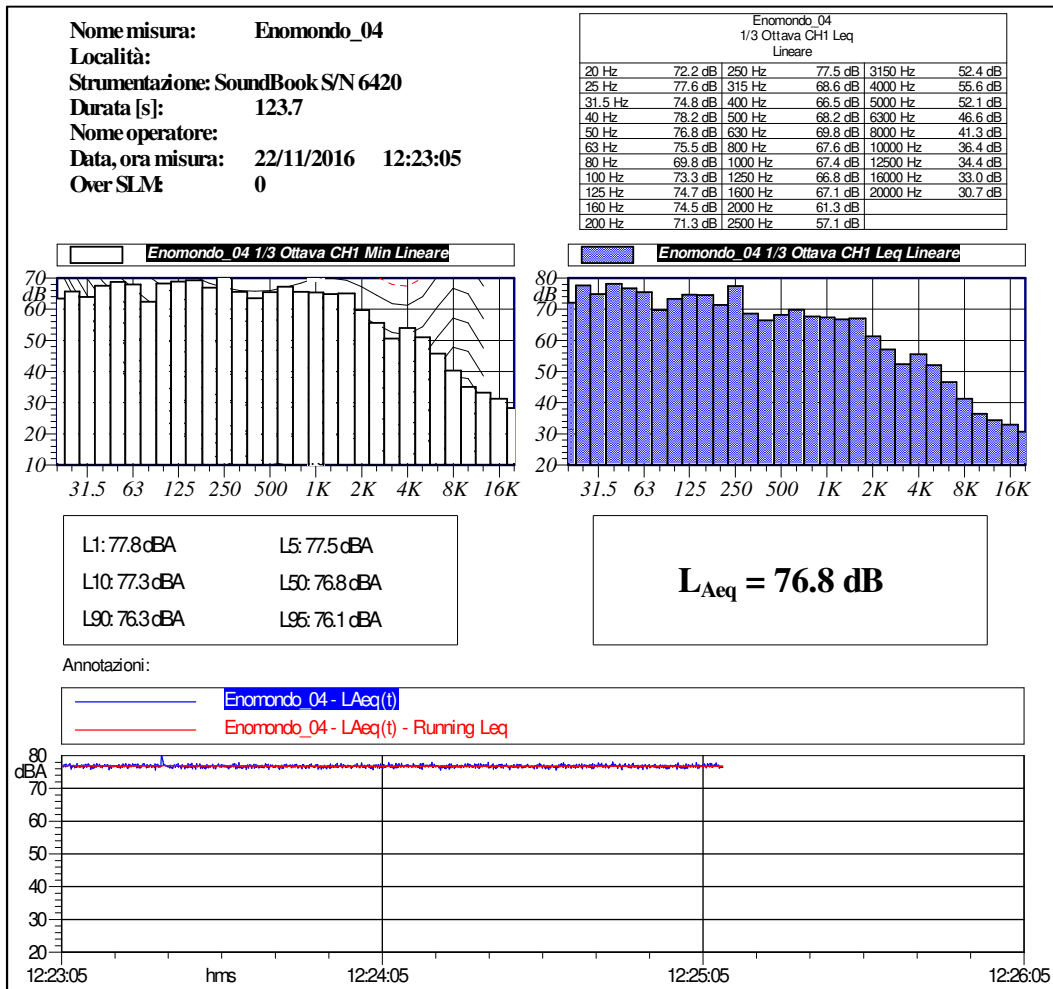 Nome misura: Enomondo_04
Località:
Strumentazione: SoundBook S/N 6420
Durata [s]: 123.7
Nome operatore:
Data, ora misura: 22/11/2016 12:23:05
Over SLM: 0
Enomondo_04
1/3 Ottava CH1 Leq
Lineare
20 Hz 72.2 dB 250 Hz 77.5 dB 3150 Hz 52.4 dB
25 Hz 77.6 dB 315 Hz 68.6 dB 4000 Hz 55.6 dB
31.5 Hz 74.8 dB 400 Hz 66.5 dB 5000 Hz 52.1 dB
40 Hz 78.2 dB 500 Hz 68.2 dB 6300 Hz 46.6 dB
50 Hz 76.8 dB 630 Hz 69.8 dB 8000 Hz 41.3 dB
63 Hz 75.5 dB 800 Hz 67.6 dB 10000 Hz 36.4 dB
80 Hz 69.8 dB 1000 Hz 67.4 dB 12500 Hz 34.4 dB
100 Hz 73.3 dB 1250 Hz 66.8 dB 16000 Hz 33.0 dB
125 Hz 74.7 dB 1600 Hz 67.1 dB 20000 Hz 30.7 dB
160 Hz 74.5 dB 2000 Hz 61.3 dB
200 Hz 71.3 dB 2500 Hz 57.1 dB
Enomondo_04 1/3 Ottava CH1 Min Lineare
70
dB
60
50
40
30
20
10
31.5 63 125 250 500 1K 2K 4K 8K 16K
Enomondo_04 1/3 Ottava CH1 Leq Lineare
80
dB
70
60
50
40
30
20
31.5 63 125 250 500 1K 2K 4K 8K 16K
L1: 77.8 dBA L5: 77.5 dBA
L10: 77.3 dBA L50: 76.8 dBA
L90: 76.3 dBA L95: 76.1 dBA
LAeq = 76.8 dB
Annotazioni:
Enomondo_04 - LAeq(t)
Enomondo_04 - LAeq(t) - Running Leq
80
dBA
70
60
50
40
30
20
12:23:05 hms 12:24:05 12:25:05 12:26:05